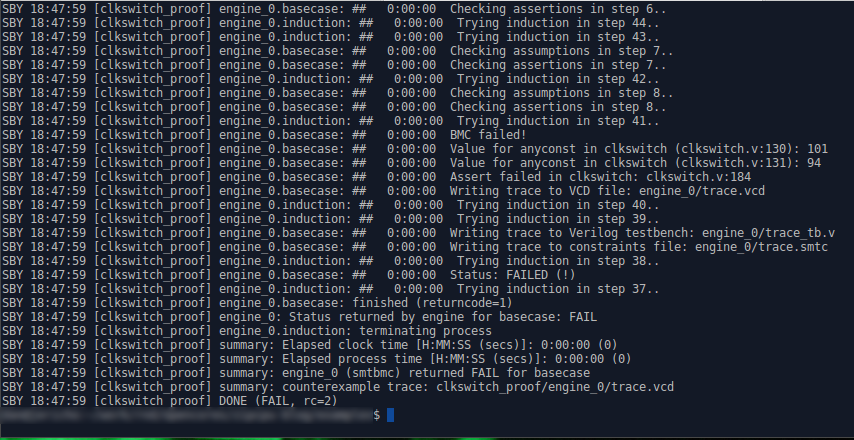 SBY 18:47:59 [clkswitch_proof] engine_0.basecase: ##   0:00:00  Checking assertions in step 6..
SBY 18:47:59 [clkswitch_proof] engine_0.induction: ##   0:00:00  Trying induction in step 44..
SBY 18:47:59 [clkswitch_proof] engine_0.induction: ##   0:00:00  Trying induction in step 43..
SBY 18:47:59 [clkswitch_proof] engine_0.basecase: ##   0:00:00  Checking assumptions in step 7..
SBY 18:47:59 [clkswitch_proof] engine_0.basecase: ##   0:00:00  Checking assertions in step 7..
SBY 18:47:59 [clkswitch_proof] engine_0.induction: ##   0:00:00  Trying induction in step 42..
SBY 18:47:59 [clkswitch_proof] engine_0.basecase: ##   0:00:00  Checking assumptions in step 8..
SBY 18:47:59 [clkswitch_proof] engine_0.basecase: ##   0:00:00  Checking assertions in step 8..
SBY 18:47:59 [clkswitch_proof] engine_0.induction: ##   0:00:00  Trying induction in step 41..
SBY 18:47:59 [clkswitch_proof] engine_0.basecase: ##   0:00:00  BMC failed!
SBY 18:47:59 [clkswitch_proof] engine_0.basecase: ##   0:00:00  Value for anyconst in clkswitch (clkswitch.v:130): 101
SBY 18:47:59 [clkswitch_proof] engine_0.basecase: ##   0:00:00  Value for anyconst in clkswitch (clkswitch.v:131): 94
SBY 18:47:59 [clkswitch_proof] engine_0.basecase: ##   0:00:00  Assert failed in clkswitch: clkswitch.v:184
SBY 18:47:59 [clkswitch_proof] engine_0.basecase: ##   0:00:00  Writing trace to VCD file: engine_0/trace.vcd
SBY 18:47:59 [clkswitch_proof] engine_0.induction: ##   0:00:00  Trying induction in step 40..
SBY 18:47:59 [clkswitch_proof] engine_0.induction: ##   0:00:00  Trying induction in step 39..
SBY 18:47:59 [clkswitch_proof] engine_0.basecase: ##   0:00:00  Writing trace to Verilog testbench: engine_0/trace_tb.v
SBY 18:47:59 [clkswitch_proof] engine_0.basecase: ##   0:00:00  Writing trace to constraints file: engine_0/trace.smtc
SBY 18:47:59 [clkswitch_proof] engine_0.induction: ##   0:00:00  Trying induction in step 38..
SBY 18:47:59 [clkswitch_proof] engine_0.basecase: ##   0:00:00  Status: FAILED (!)
SBY 18:47:59 [clkswitch_proof] engine_0.induction: ##   0:00:00  Trying induction in step 37..
SBY 18:47:59 [clkswitch_proof] engine_0.basecase: finished (returncode=1)
SBY 18:47:59 [clkswitch_proof] engine_0: Status returned by engine for basecase: FAIL
SBY 18:47:59 [clkswitch_proof] engine_0.induction: terminating process
SBY 18:47:59 [clkswitch_proof] summary: Elapsed clock time [H:MM:SS (secs)]: 0:00:00 (0)
SBY 18:47:59 [clkswitch_proof] summary: Elapsed process time [H:MM:SS (secs)]: 0:00:00 (0)
SBY 18:47:59 [clkswitch_proof] summary: engine_0 (smtbmc) returned FAIL for basecase
SBY 18:47:59 [clkswitch_proof] summary: counterexample trace: clkswitch_proof/engine_0/trace.vcd
SBY 18:47:59 [clkswitch_proof] DONE (FAIL, rc=2)
$